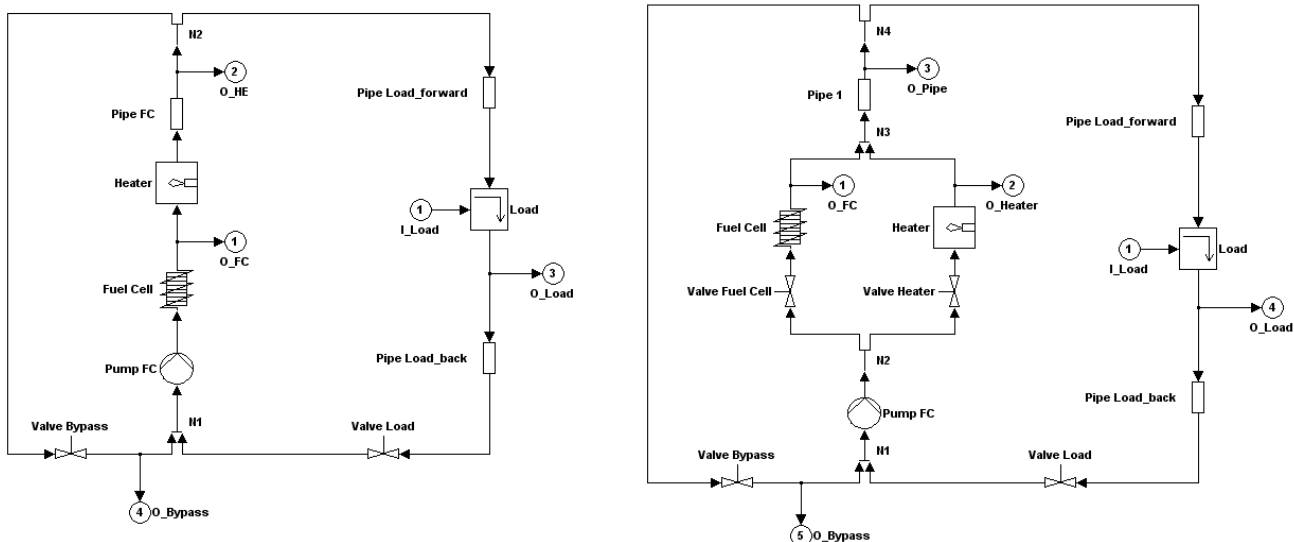 N2
2
O_HE
Pipe FC
Pipe Load_forward
Heater
1
I_Load
Load
1
O_FC
Fuel Cell
3
O_Load
Pipe Load_back
Pump FC
N1
Valve Bypass
Valve Load
4
O_Bypass
N4
3
O_Pipe
Pipe 1
Pipe Load_forward
N3
1
O_FC
2
O_Heater
Fuel Cell
Heater
1
I_Load
Load
Valve Fuel Cell
Valve Heater
4
O_Load
N2
Pipe Load_back
Pump FC
N1
Valve Bypass
Valve Load
5
O_Bypass